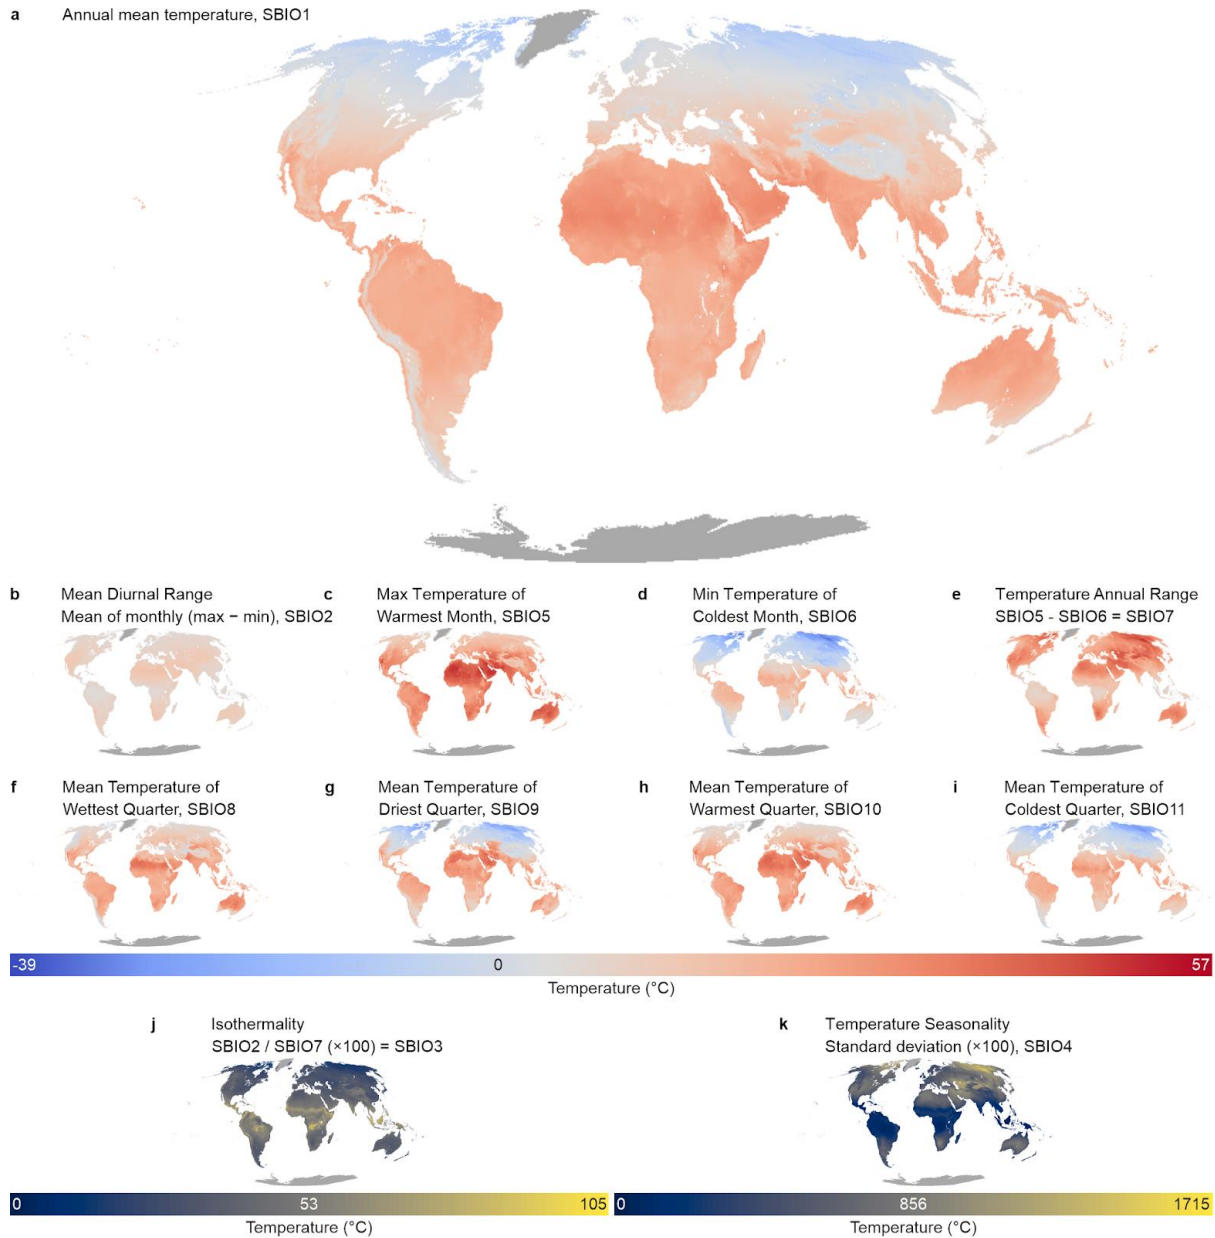 a Annual mean temperature, SBIO1
b Mean Diurnal Range
Mean of monthly (max − min), SBIO2
c Max Temperature of
Warmest Month, SBIO5
d Min Temperature of
Coldest Month, SBIO6
e Temperature Annual Range
SBIO5 - SBIO6 = SBIO7
f Mean Temperature of
Wettest Quarter, SBIO8
g Mean Temperature of
Driest Quarter, SBIO9
h Mean Temperature of
Warmest Quarter, SBIO10
i Mean Temperature of
Coldest Quarter, SBIO11
-39 0 57
Temperature (°C)
j Isothermality
SBIO2 / SBIO7 (×100) = SBIO3
k Temperature Seasonality
Standard deviation (×100), SBIO4
0 53 105
Temperature (°C)
0 856 1715
Temperature (°C)